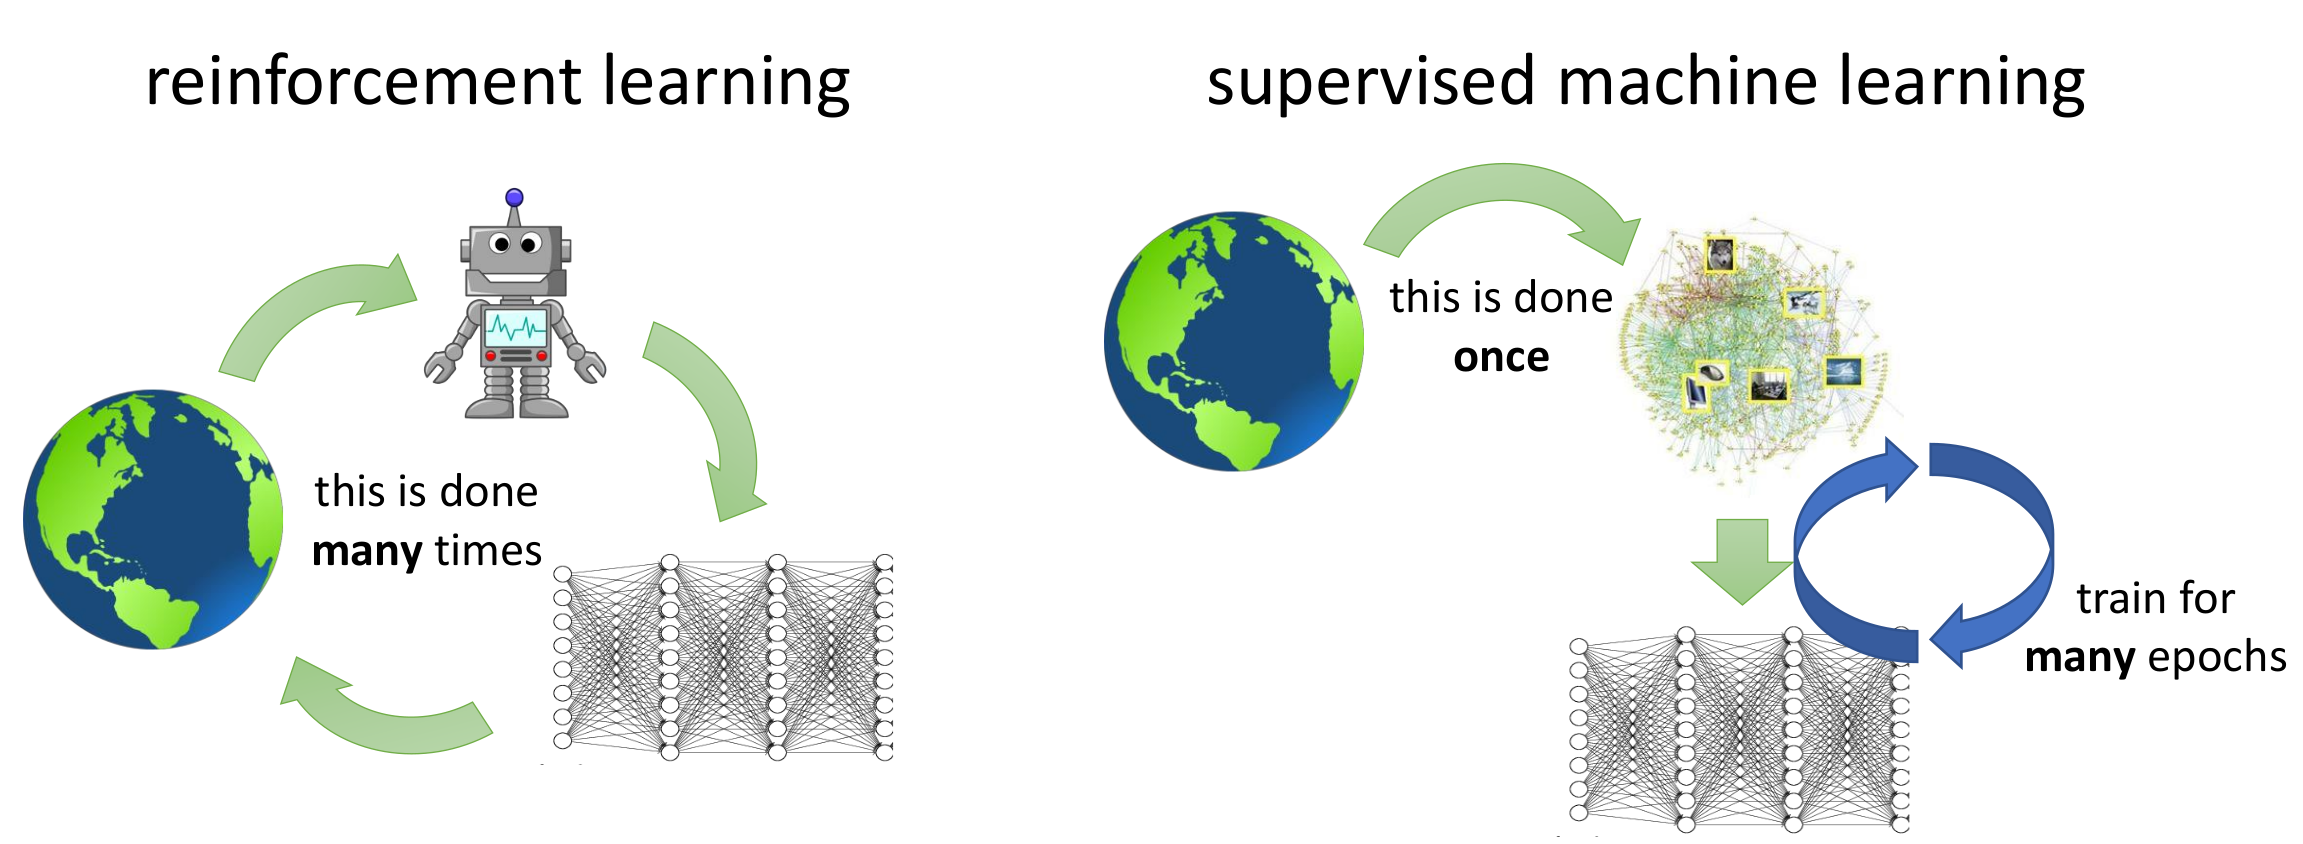 reinforcement learning
this is done
many times
supervised machine learning
this is done
once
train for
many epochs